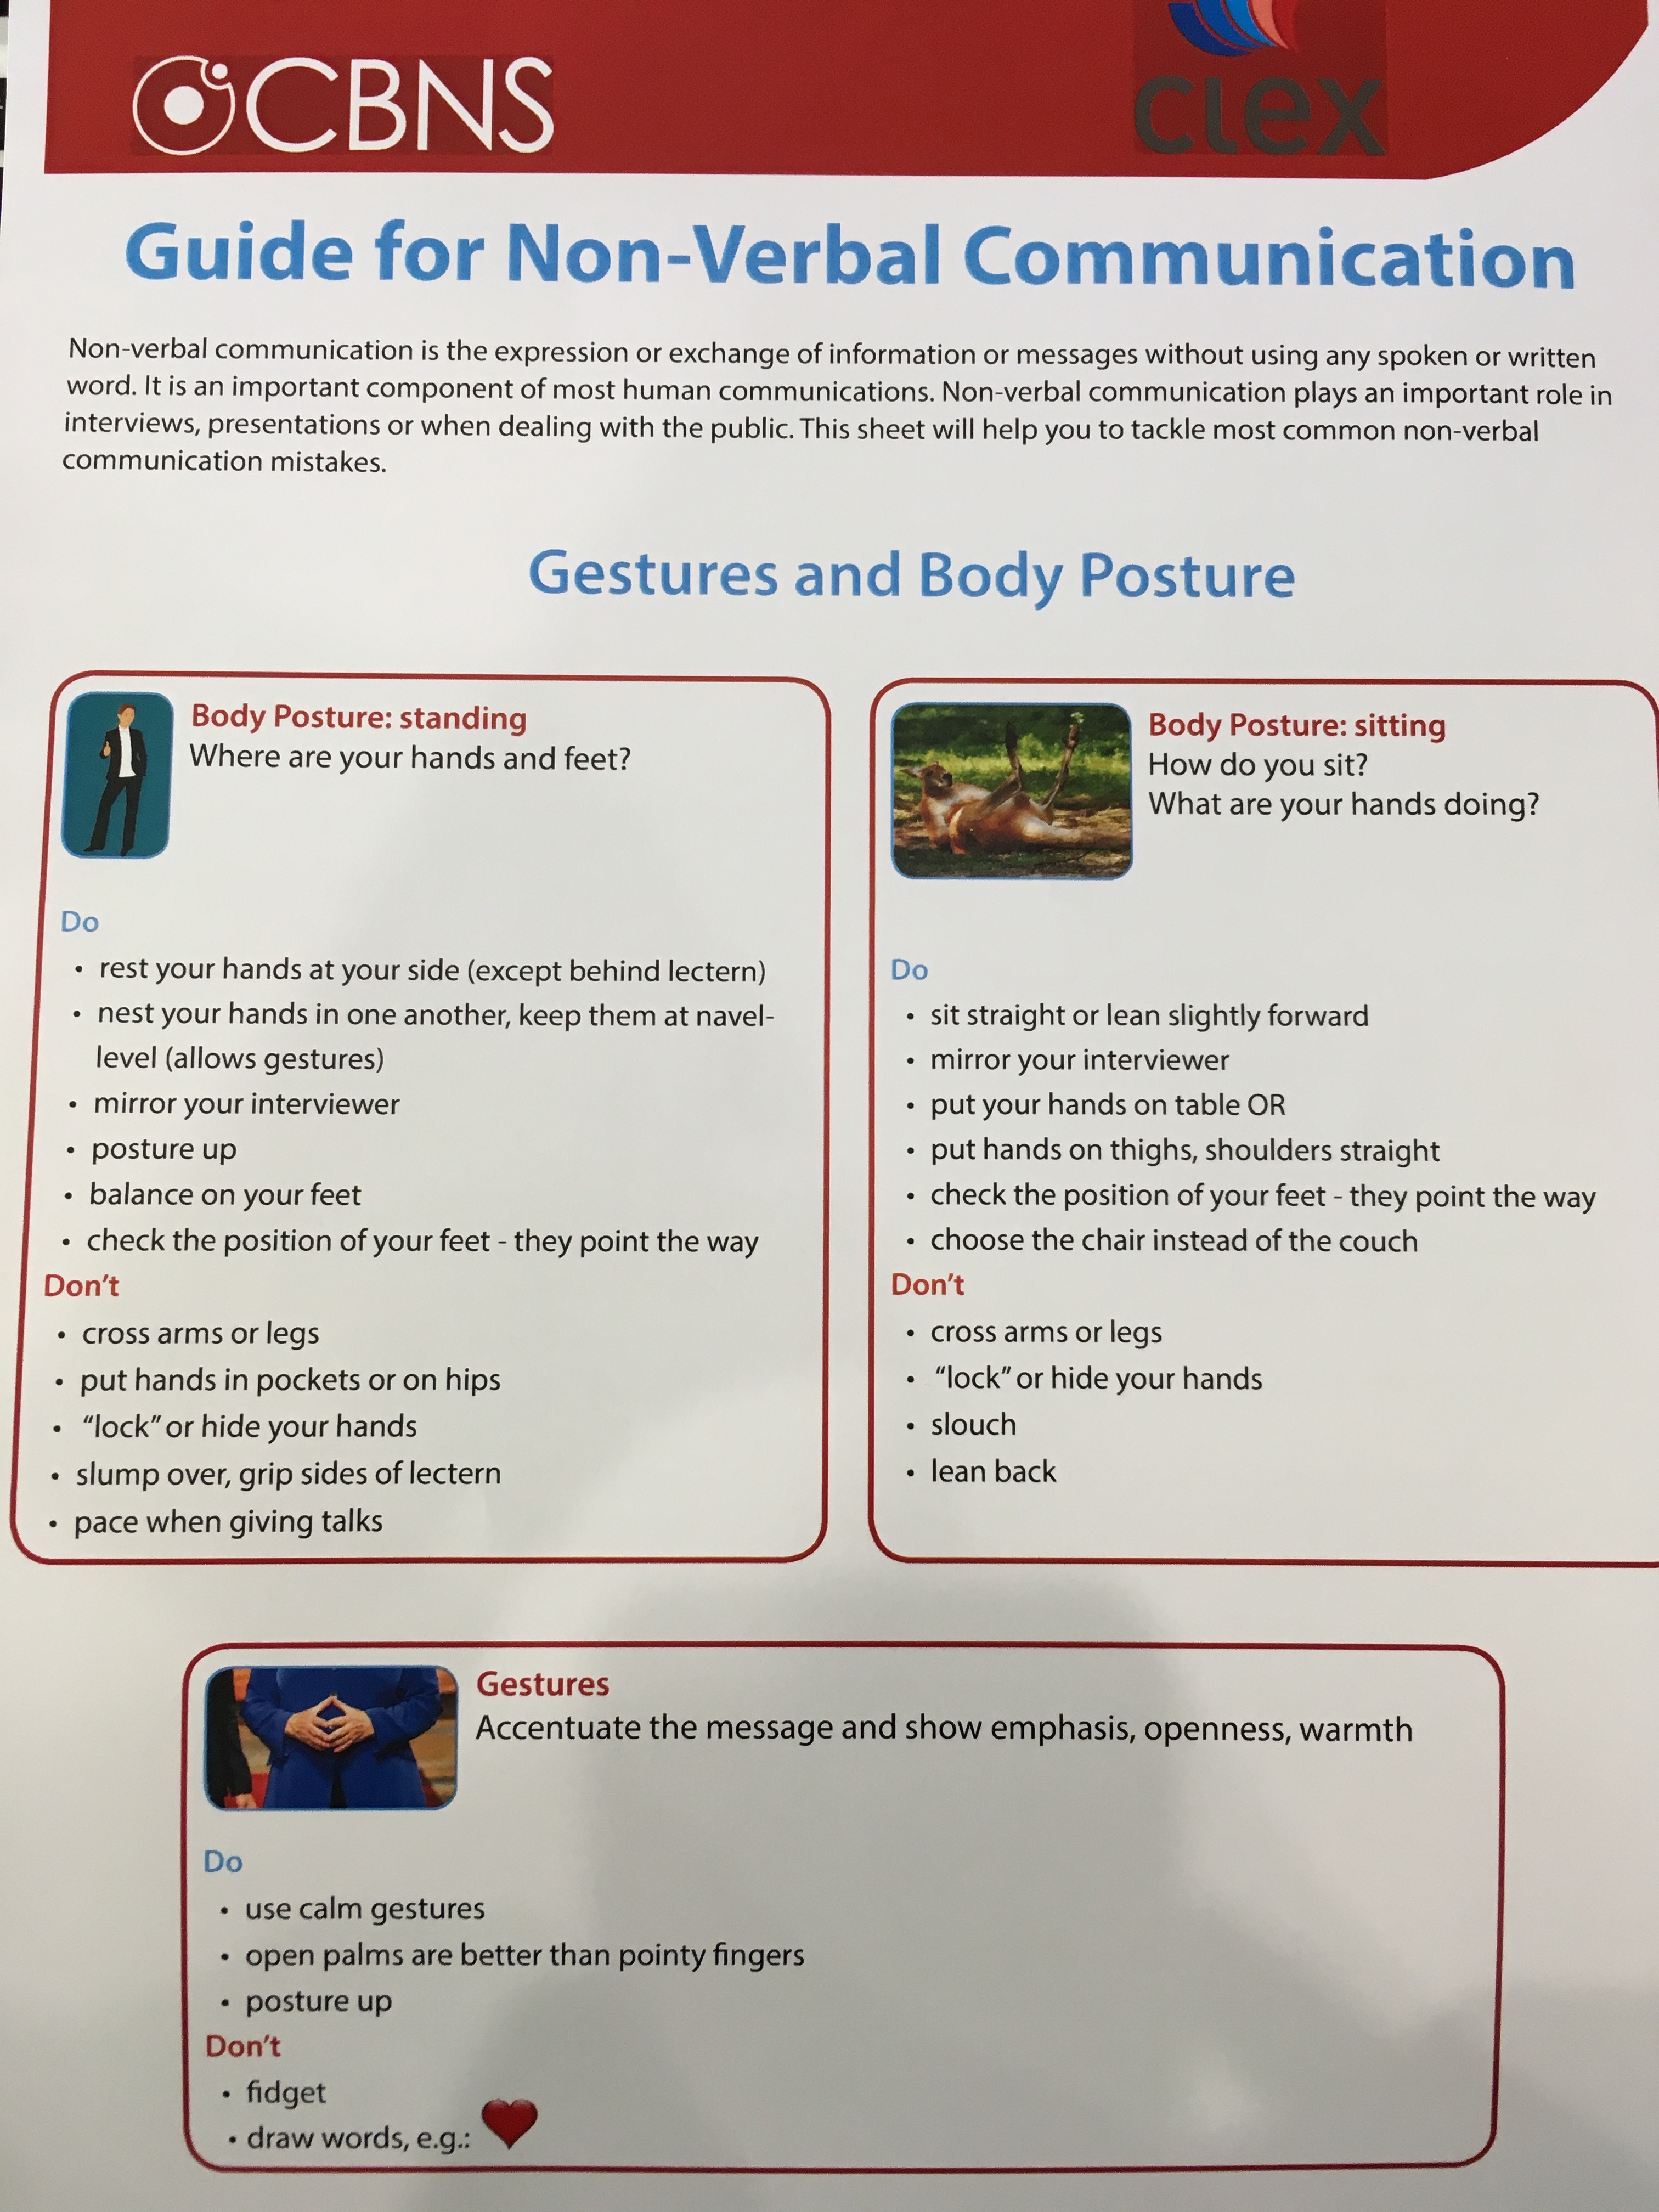 CBNS
clex
Guide for Non-Verbal Communication
Non-verbal communication is the expression or exchange of information or messages without using any spoken or written
word. It is an important component of most human communications. Non-verbal communication plays an important role in
interviews, presentations or when dealing with the public. This sheet will help you to tackle most common non-verbal
communication mistakes.
Gestures and Body Posture
Body Posture: standing
Where are your hands and feet?
Do
• rest your hands at your side (except behind lectern)
• nest your hands in one another, keep them at navel-
level (allows gestures)
• mirror your interviewer
• posture up
• balance on your feet
• check the position of your feet - they point the way
Don't
• cross arms or legs
• put hands in pockets or on hips
• “lock” or hide your hands
• slump over, grip sides of lectern
• pace when giving talks
Body Posture: sitting
How do you sit?
What are your hands doing?
Do
• sit straight or lean slightly forward
• mirror your interviewer
• put your hands on table OR
• put hands on thighs, shoulders straight
• check the position of your feet - they point the way
• choose the chair instead of the couch
Don't
• cross arms or legs
• “lock” or hide your hands
• slouch
• lean back
Gestures
Accentuate the message and show emphasis, openness, warmth
Do
• use calm gestures
• open palms are better than pointy fingers
• posture up
Don't
• fidget
• draw words, e.g.: